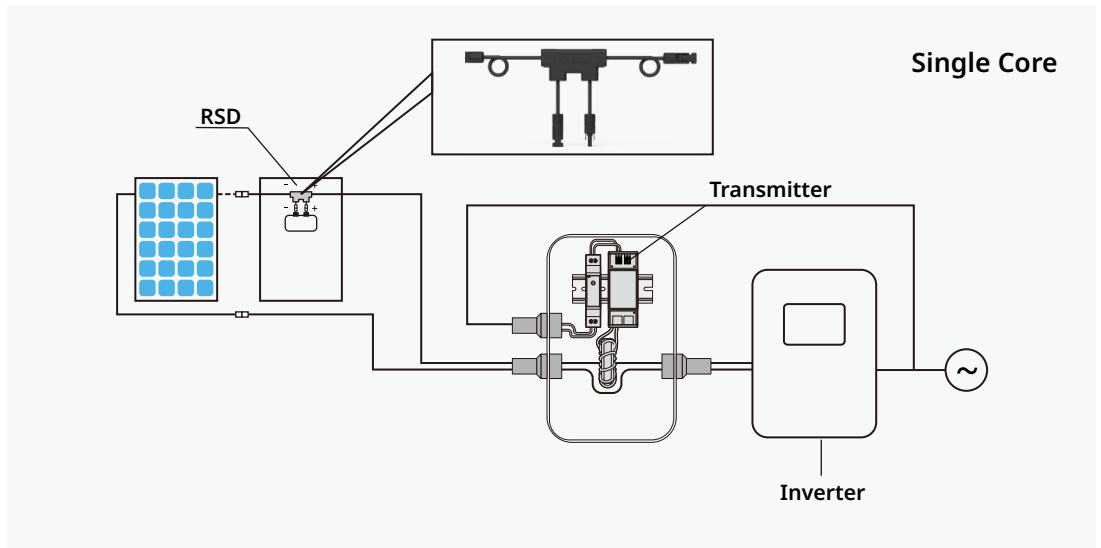 Single Core
RSD
- +
- +
Transmitter
~
Inverter